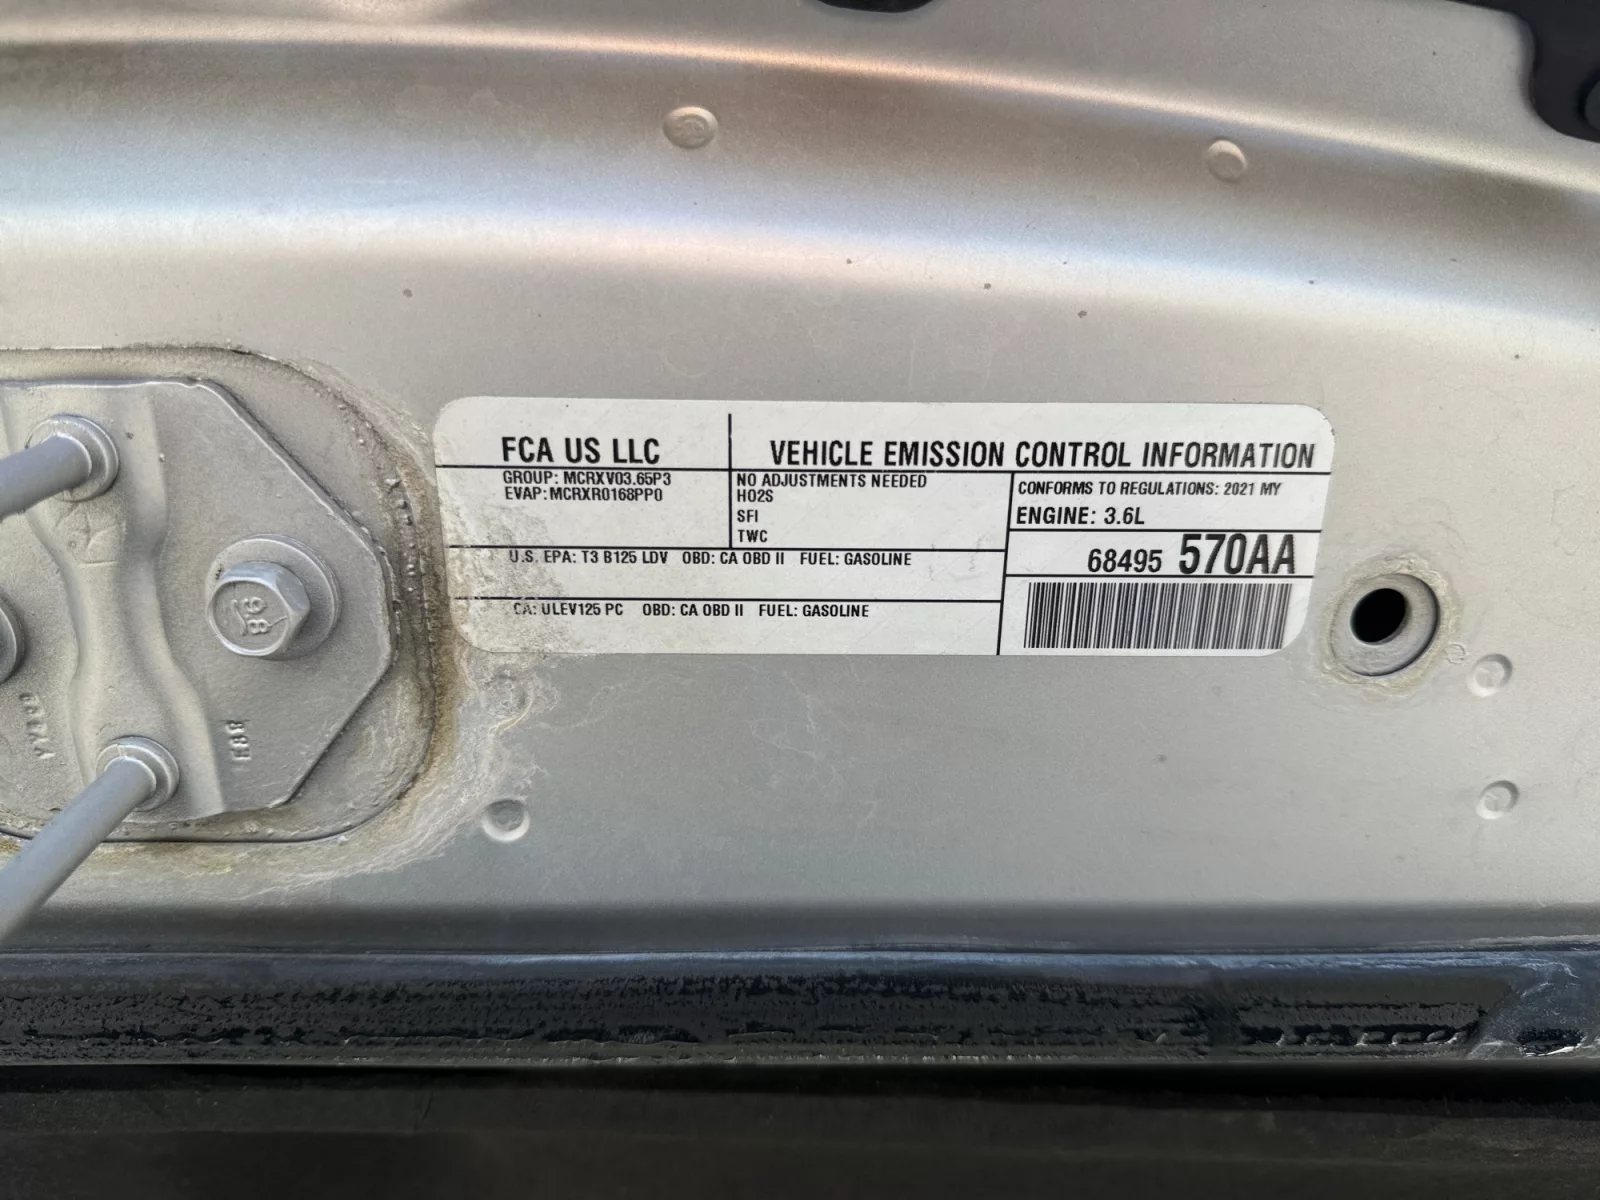 FCA US LLC
VEHICLE EMISSION CONTROL INFORMATION
GROUP: MCRXV03.65P3
EVAP: MCRXR0168PP0
NO ADJUSTMENTS NEEDED
HO2S
SFI
TWC
CONFORMS TO REGULATIONS: 2021 MY
ENGINE: 3.6L
68495 570AA
U.S. EPA: T3 B125 LDV OBD: CA OBD II FUEL: GASOLINE
CA: ULEV125 PC OBD: CA OBD II FUEL: GASOLINE